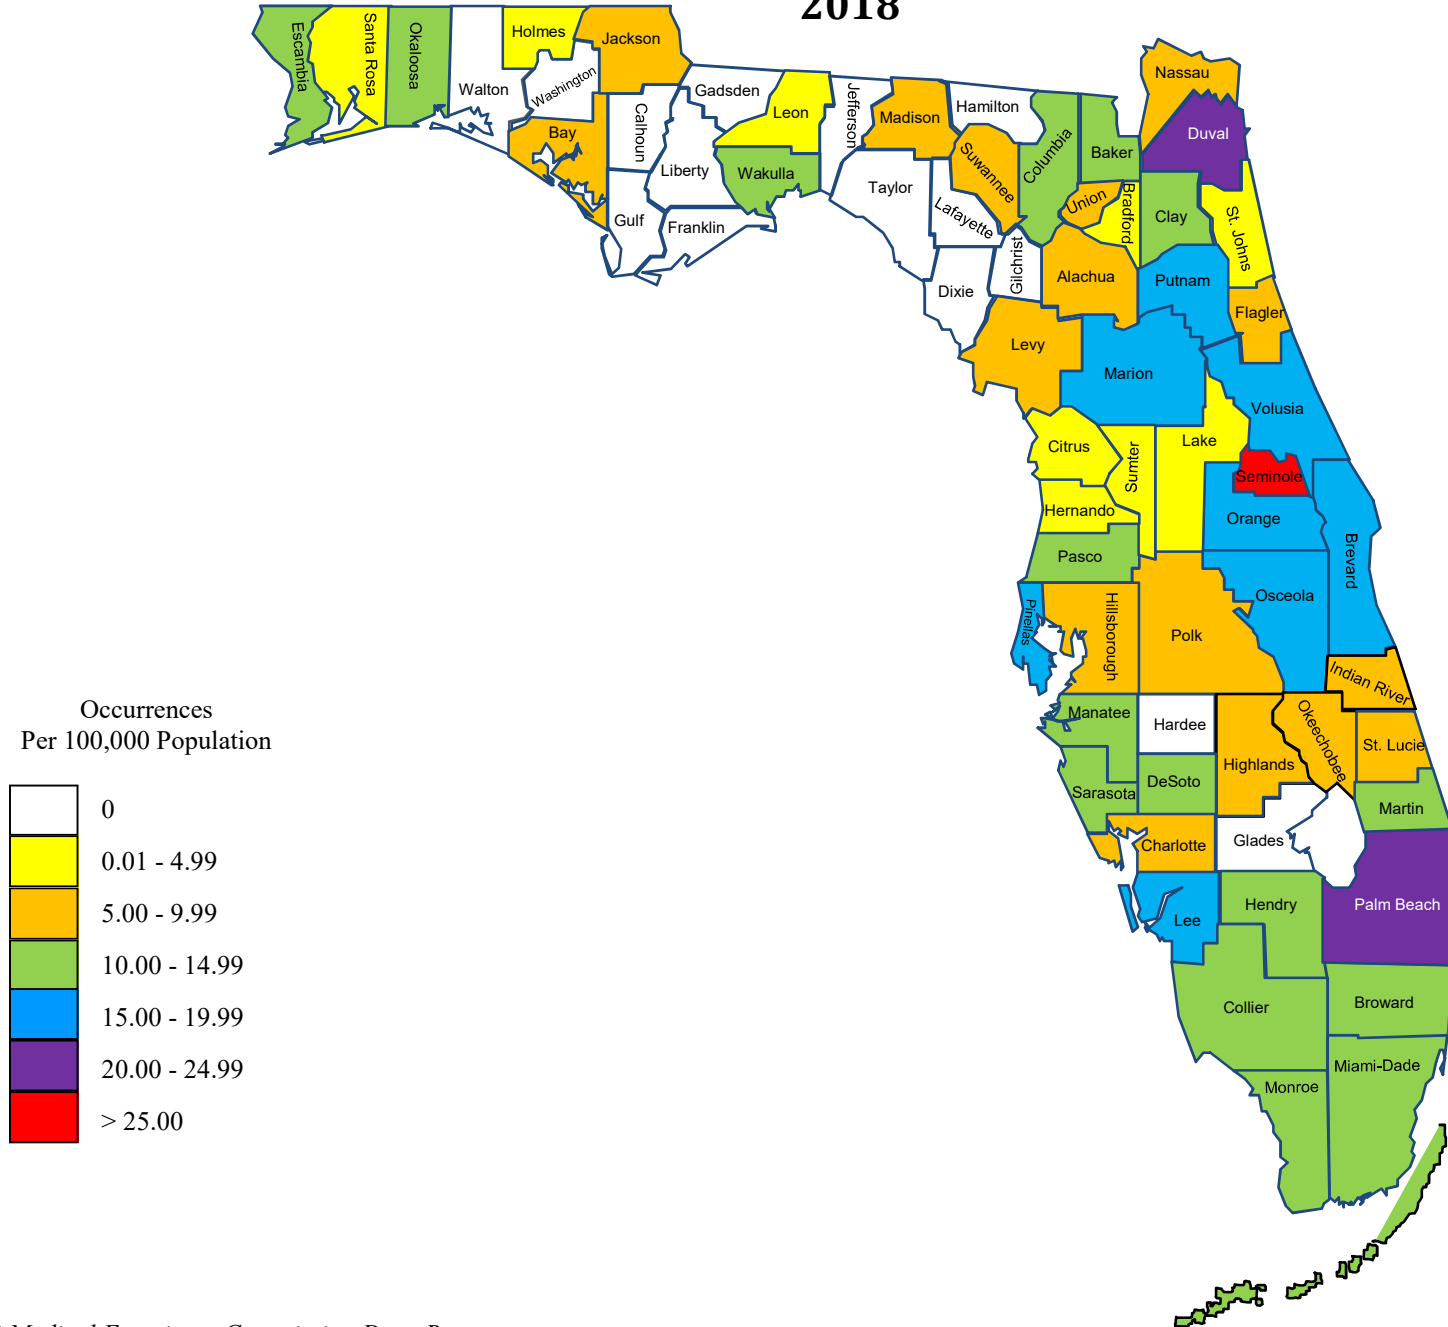 2018
Escambia
Santa Rosa
Okaloosa
Walton
Holmes
Washington
Jackson
Bay
Calhoun
Gulf
Gadsden
Liberty
Franklin
Leon
Wakulla
Jefferson
Madison
Taylor
Hamilton
Suwannee
Lafayette
Dixie
Gilchrist
Columbia
Baker
Union
Bradford
Nassau
Duval
Clay
St. Johns
Alachua
Putnam
Flagler
Levy
Marion
Volusia
Citrus
Sumter
Lake
Seminole
Hernando
Orange
Brevard
Pasco
Pinellas
Hillsborough
Polk
Osceola
Indian River
Manatee
Hardee
Highlands
Okeechobee
St. Lucie
Sarasota
DeSoto
Martin
Charlotte
Glades
Lee
Hendry
Palm Beach
Collier
Broward
Monroe
Miami-Dade
Occurrences
Per 100,000 Population
0
0.01 - 4.99
5.00 - 9.99
10.00 - 14.99
15.00 - 19.99
20.00 - 24.99
> 25.00